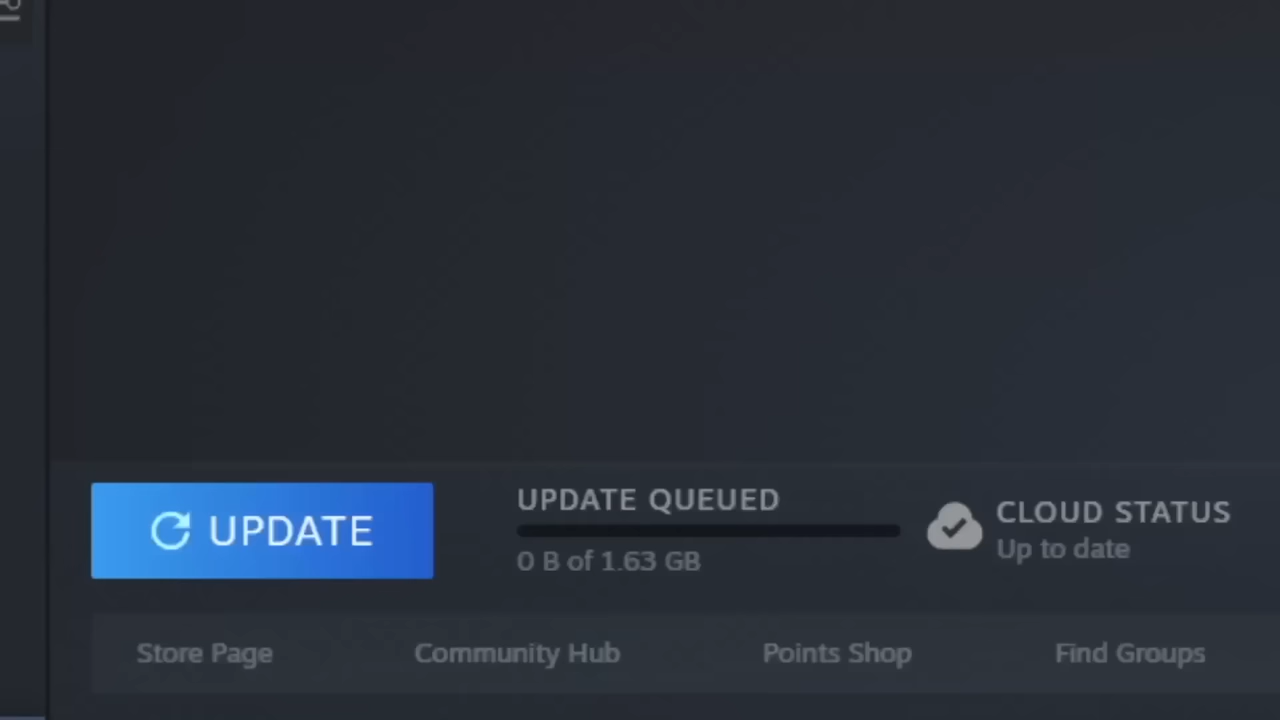 UPDATE
UPDATE QUEUED
0 B of 1.63 GB
CLOUD STATUS
Up to date
Store Page
Community Hub
Points Shop
Find Groups